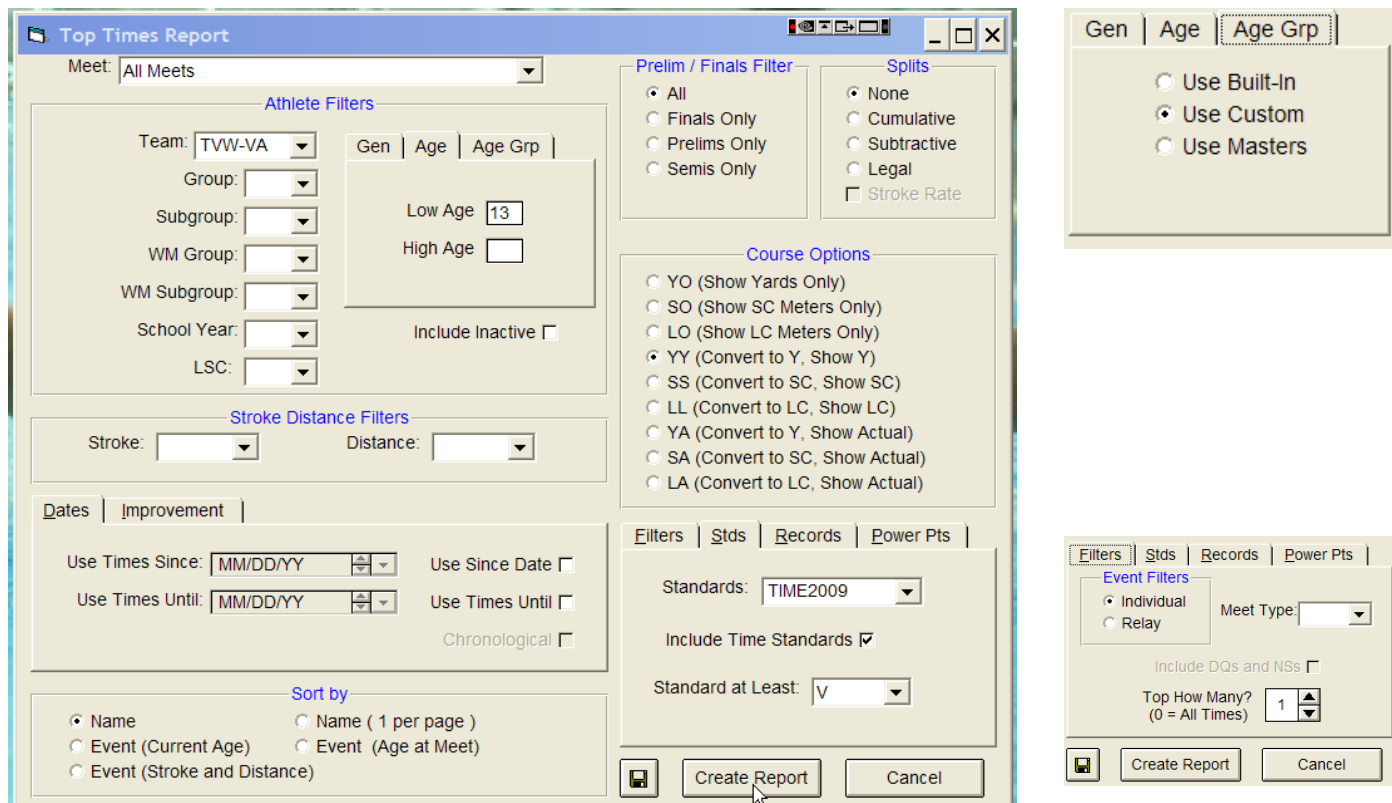 Top Times Report
Meet: All Meets
Athlete Filters
Team: TVW-VA
Group:
Subgroup:
WM Group:
WM Subgroup:
School Year:
LSC:
Gen Age Age Grp
Low Age 13
High Age
Include Inactive
Stroke Distance Filters
Stroke: Distance:
Dates Improvement
Use Times Since: MM/DD/YY Use Since Date
Use Times Until: MM/DD/YY Use Times Until
Chronological
Sort by
Name Name ( 1 per page )
Event (Current Age) Event (Age at Meet)
Event (Stroke and Distance)
Prelim / Finals Filter
All
Finals Only
Prelims Only
Semis Only
Splits
None
Cumulative
Subtractive
Legal
Stroke Rate
Course Options
YO (Show Yards Only)
SO (Show SC Meters Only)
LO (Show LC Meters Only)
YY (Convert to Y, Show Y)
SS (Convert to SC, Show SC)
LL (Convert to LC, Show LC)
YA (Convert to Y, Show Actual)
SA (Convert to SC, Show Actual)
LA (Convert to LC, Show Actual)
Filters Stds Records Power Pts
Standards: TIME2009
Include Time Standards
Standard at Least: V
Create Report Cancel
Gen Age Age Grp
Use Built-In
Use Custom
Use Masters
Filters Stds Records Power Pts
Event Filters
Individual
Relay
Meet Type:
Include DQs and NSs
Top How Many? 1
(0 = All Times)
Create Report Cancel